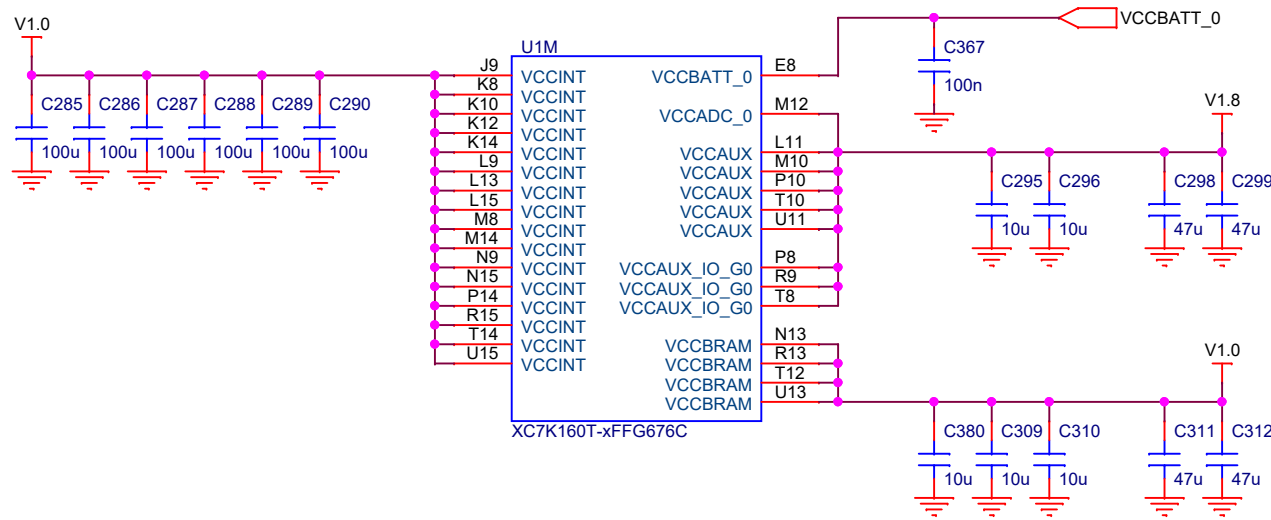 V1.0
C285 C286 C287 C288 C289 C290
100u 100u 100u 100u 100u 100u
U1M
J9 VCCINT
K8 VCCINT
K10 VCCINT
K12 VCCINT
K14 VCCINT
L9 VCCINT
L13 VCCINT
L15 VCCINT
M8 VCCINT
M14 VCCINT
N9 VCCINT
N15 VCCINT
P14 VCCINT
R15 VCCINT
T14 VCCINT
U15 VCCINT
VCCBATT_0 E8
VCCADC_0 M12
VCCAUX L11
VCCAUX M10
VCCAUX P10
VCCAUX T10
VCCAUX U11
VCCAUX_IO_G0 P8
VCCAUX_IO_G0 R9
VCCAUX_IO_G0 T8
VCCBRAM N13
VCCBRAM R13
VCCBRAM T12
VCCBRAM U13
XC7K160T-xFFG676C
VCCBATT_0
C367
100n
V1.8
C295 C296 C298 C299
10u 10u 47u 47u
V1.0
C380 C309 C310 C311 C312
10u 10u 10u 47u 47u